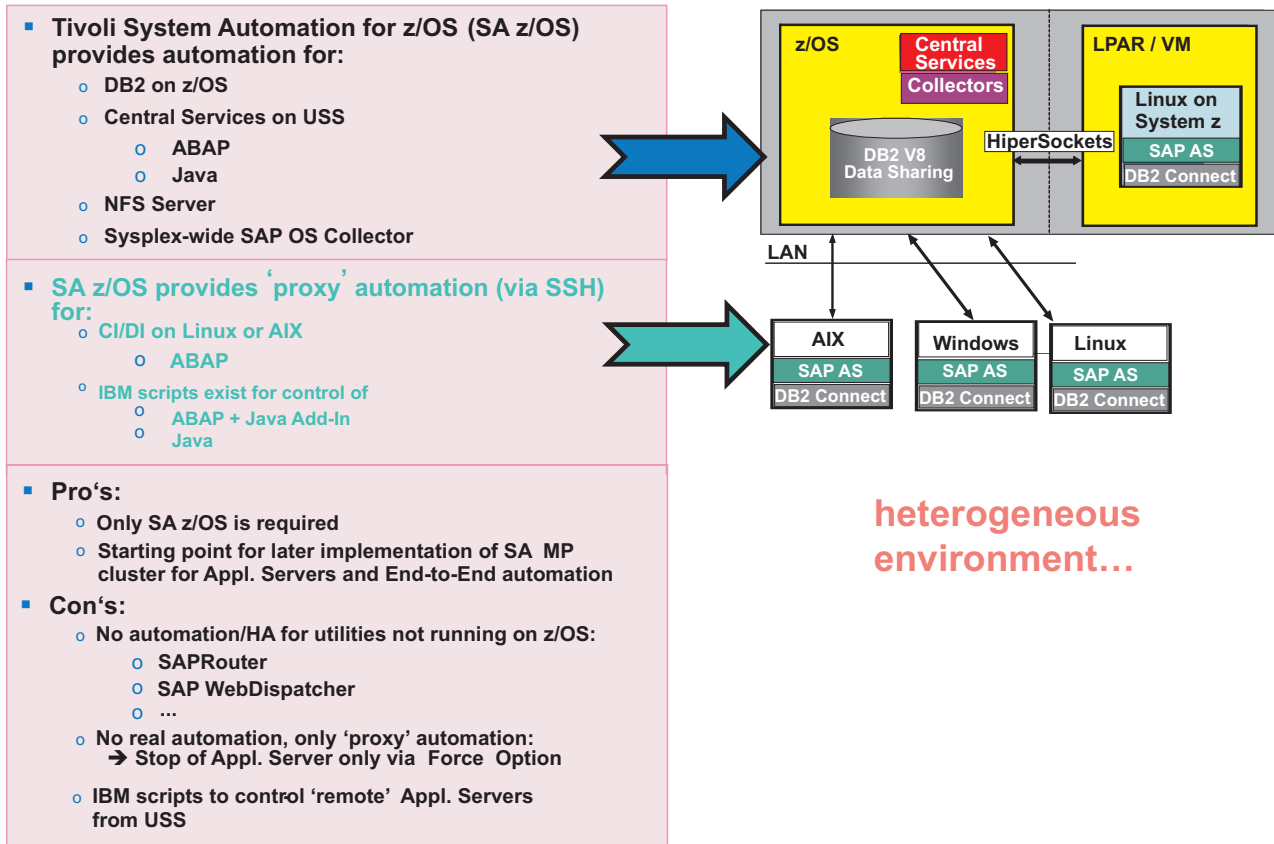 ▪ Tivoli System Automation for z/OS (SA z/OS)
provides automation for:
o DB2 on z/OS
o Central Services on USS
o ABAP
o Java
o NFS Server
o Sysplex-wide SAP OS Collector
▪ SA z/OS provides ‘proxy’ automation (via SSH)
for:
o CI/DI on Linux or AIX
o ABAP
o IBM scripts exist for control of
o ABAP + Java Add-In
o Java
▪ Pro‘s:
o Only SA z/OS is required
o Starting point for later implementation of SA MP
cluster for Appl. Servers and End-to-End automation
▪ Con‘s:
o No automation/HA for utilities not running on z/OS:
o SAPRouter
o SAP WebDispatcher
o ...
o No real automation, only ‘proxy’ automation:
➔ Stop of Appl. Server only via Force Option
o IBM scripts to control ‘remote’ Appl. Servers
from USS
z/OS
Central
Services
Collectors
DB2 V8
Data Sharing
HiperSockets
LPAR / VM
Linux on
System z
SAP AS
DB2 Connect
LAN
AIX
SAP AS
DB2 Connect
Windows
SAP AS
DB2 Connect
Linux
SAP AS
DB2 Connect
heterogeneous
environment…